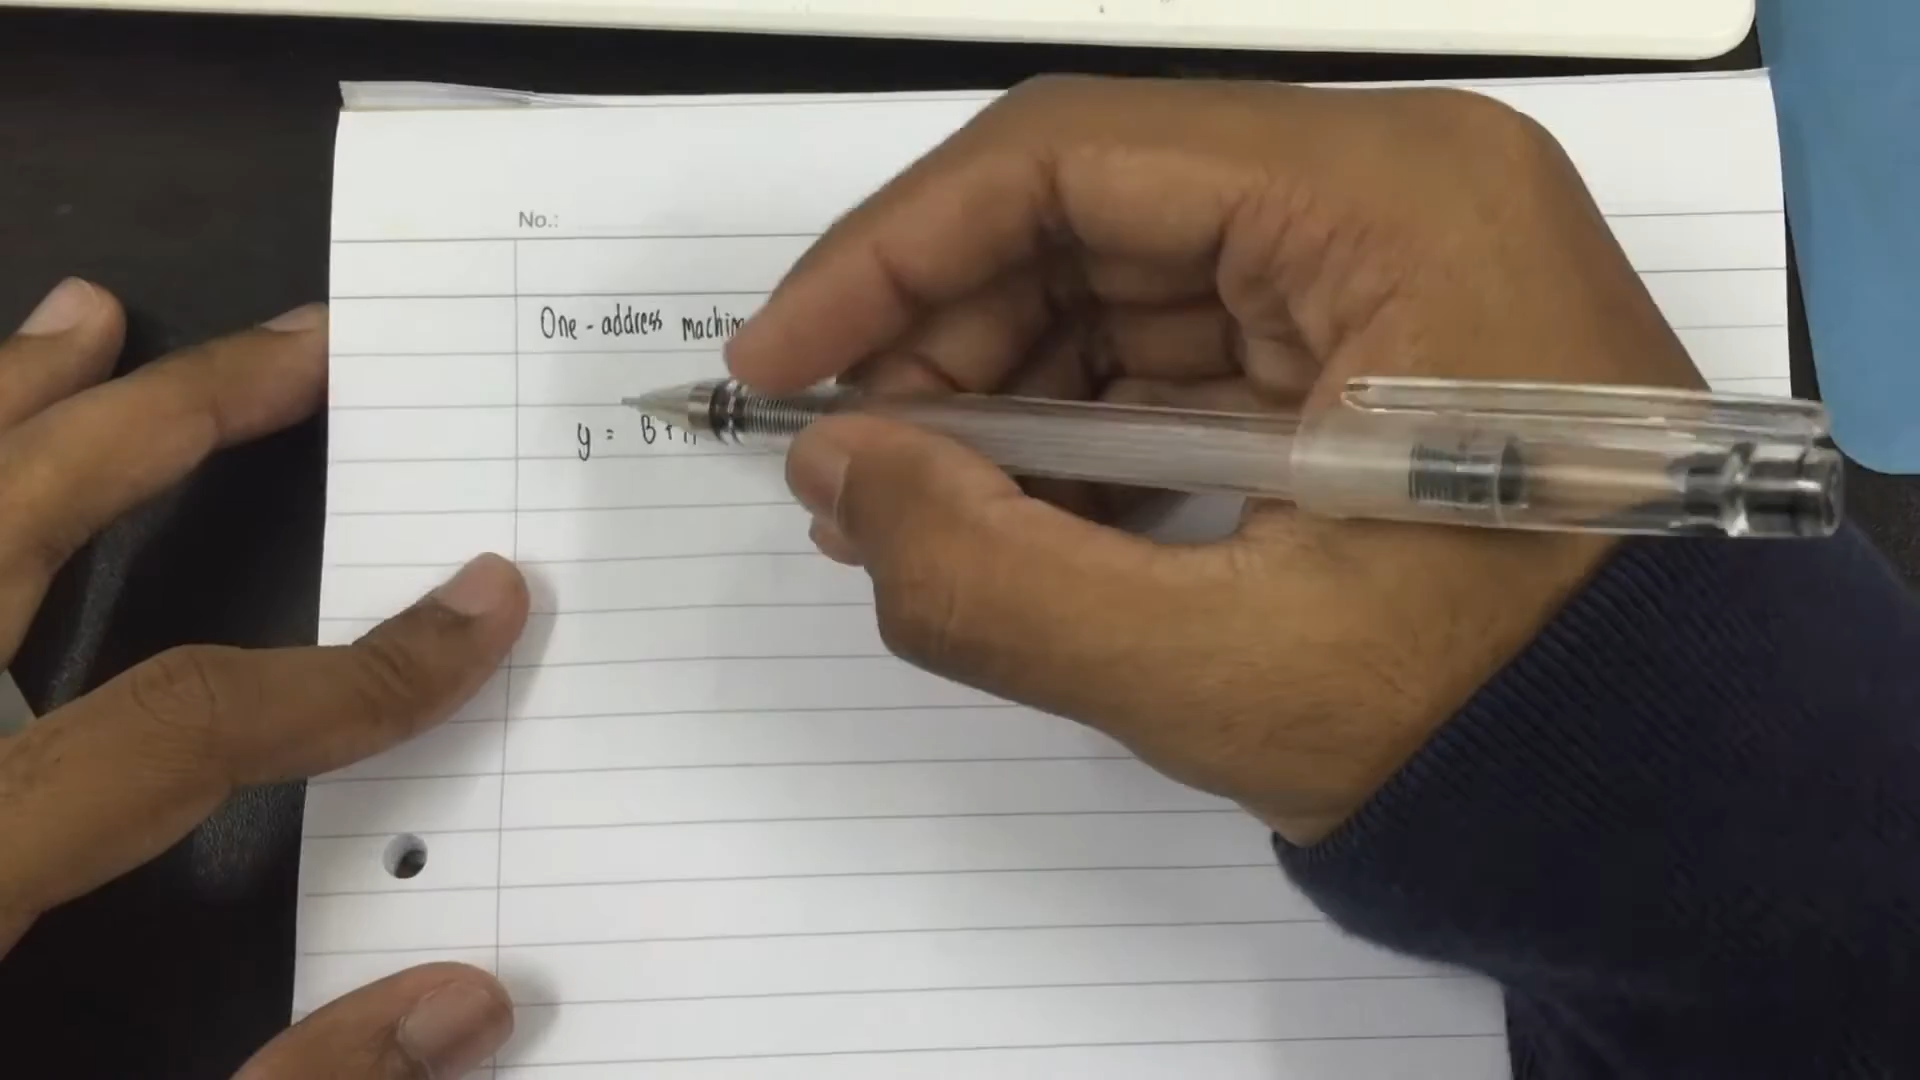 No.:
One - address
y = B +